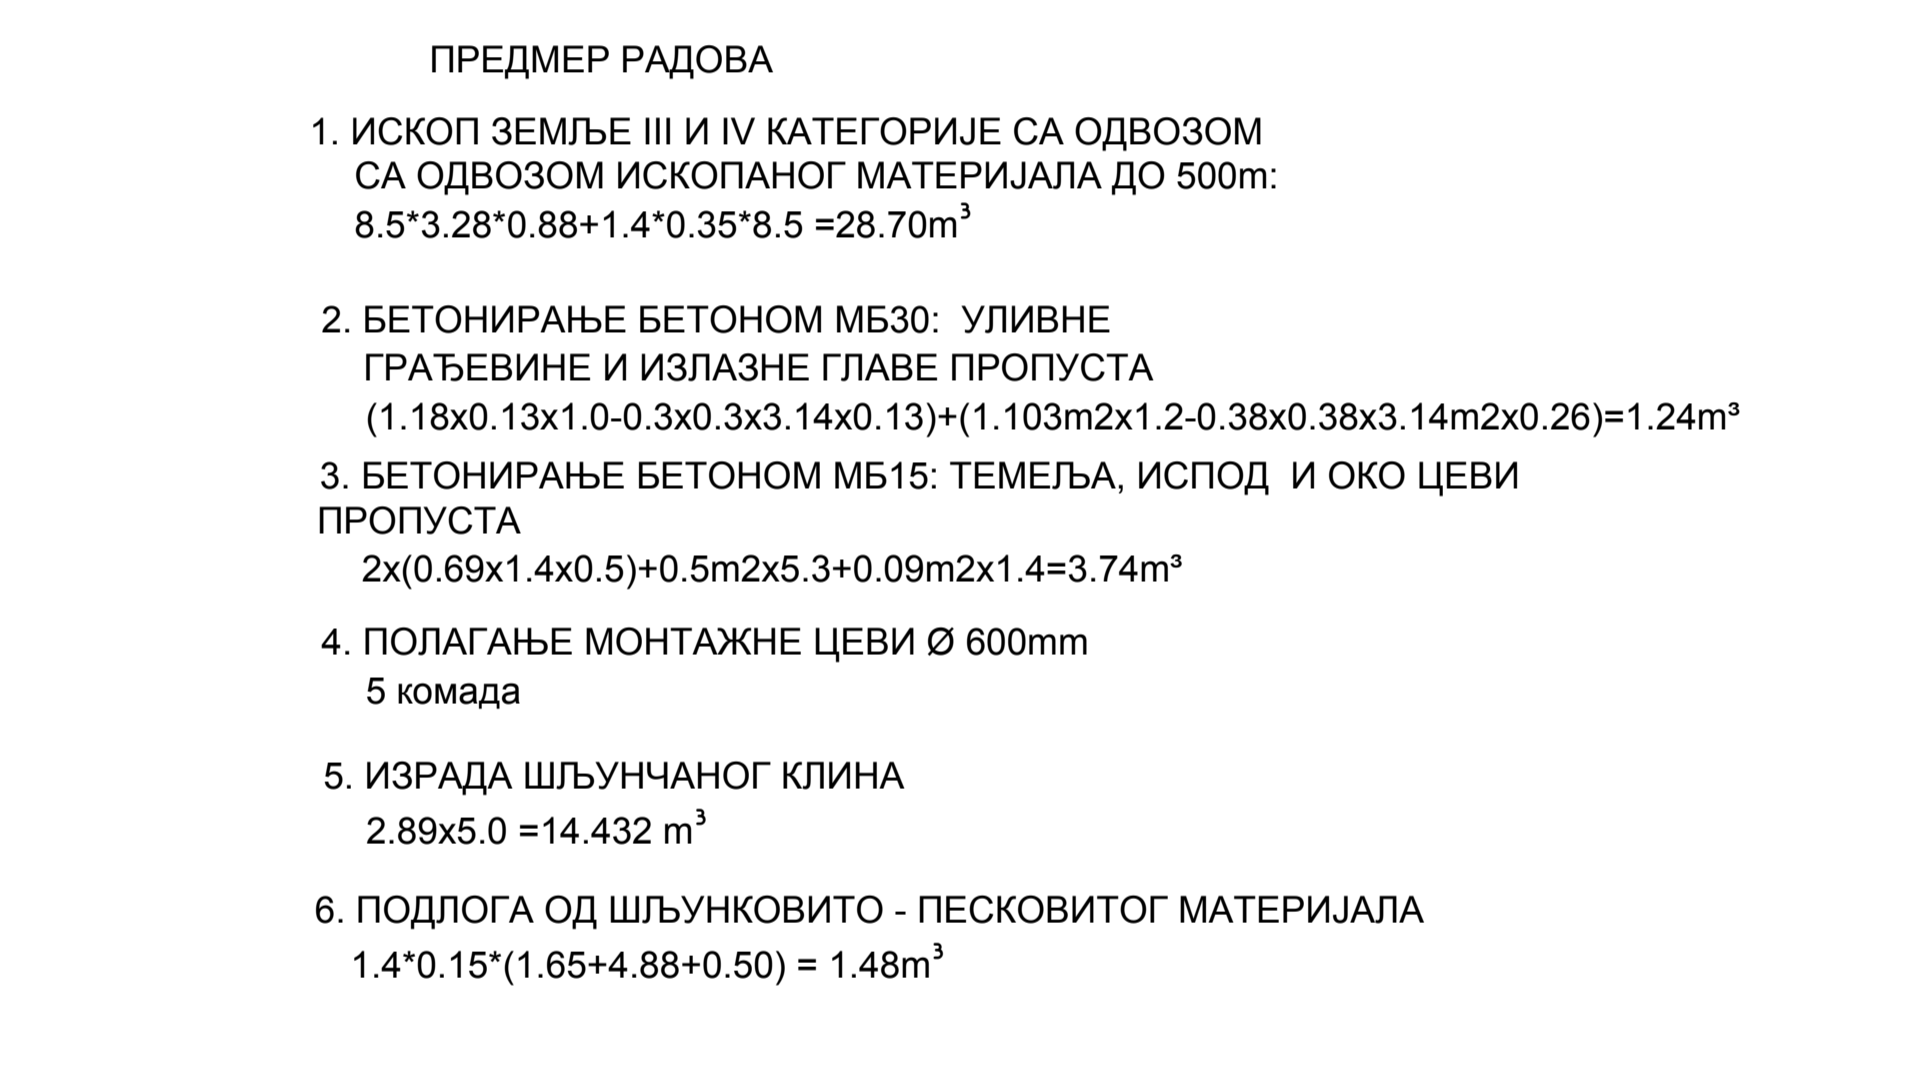 ПРЕДМЕР РАДОВА
1. ИСКОП ЗЕМЉЕ III И IV КАТЕГОРИЈЕ СА ОДВОЗОМ
СА ОДВОЗОМ ИСКОПАНОГ МАТЕРИЈАЛА ДО 500m:
8.5*3.28*0.88+1.4*0.35*8.5 =28.70m³
2. БЕТОНИРАЊЕ БЕТОНОМ МБ30:  УЛИВНЕ
ГРАЂЕВИНЕ И ИЗЛАЗНЕ ГЛАВЕ ПРОПУСТА
(1.18x0.13x1.0-0.3x0.3x3.14x0.13)+(1.103m2x1.2-0.38x0.38x3.14m2x0.26)=1.24m³
3. БЕТОНИРАЊЕ БЕТОНОМ МБ15: ТЕМЕЉА, ИСПОД  И ОКО ЦЕВИ
ПРОПУСТА
2x(0.69x1.4x0.5)+0.5m2x5.3+0.09m2x1.4=3.74m³
4. ПОЛАГАЊЕ МОНТАЖНЕ ЦЕВИ Ø 600mm
5 комада
5. ИЗРАДА ШЉУНЧАНОГ КЛИНА
2.89x5.0 =14.432 m³
6. ПОДЛОГА ОД ШЉУНКОВИТО - ПЕСКОВИТОГ МАТЕРИЈАЛА
1.4*0.15*(1.65+4.88+0.50) = 1.48m³